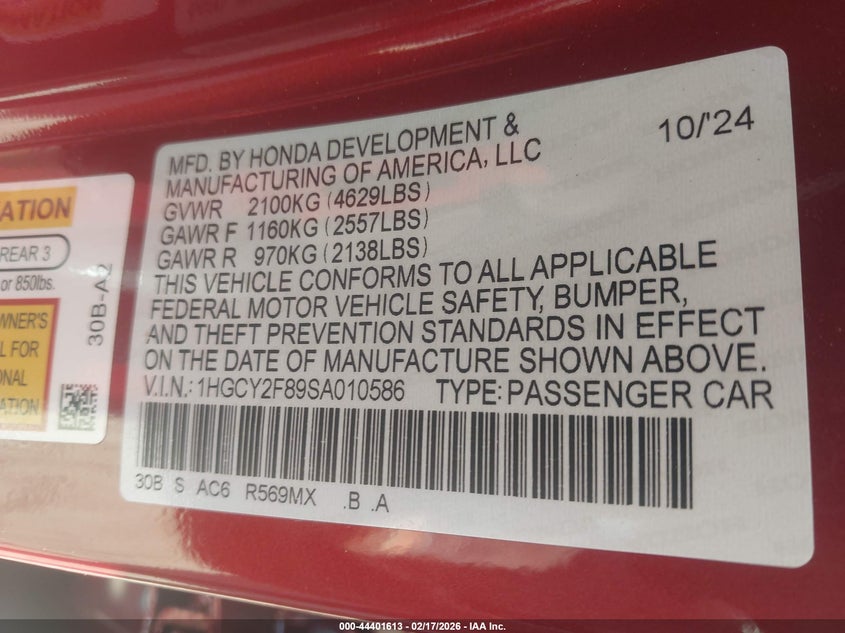 ATION
REAR 3
or 850lbs.
WNER'S
L FOR
ONAL
ATION
30B-A2
10/'24
MFD. BY HONDA DEVELOPMENT &
MANUFACTURING OF AMERICA, LLC
GVWR 2100KG (4629LBS)
GAWR F 1160KG (2557LBS)
GAWR R 970KG (2138LBS)
THIS VEHICLE CONFORMS TO ALL APPLICABLE
FEDERAL MOTOR VEHICLE SAFETY, BUMPER,
AND THEFT PREVENTION STANDARDS IN EFFECT
ON THE DATE OF MANUFACTURE SHOWN ABOVE.
V.I.N.: 1HGCY2F89SA010586 TYPE: PASSENGER CAR
30B S AC6 R569MX .B .A
000-44401613 - 02/17/2026 - IAA Inc.